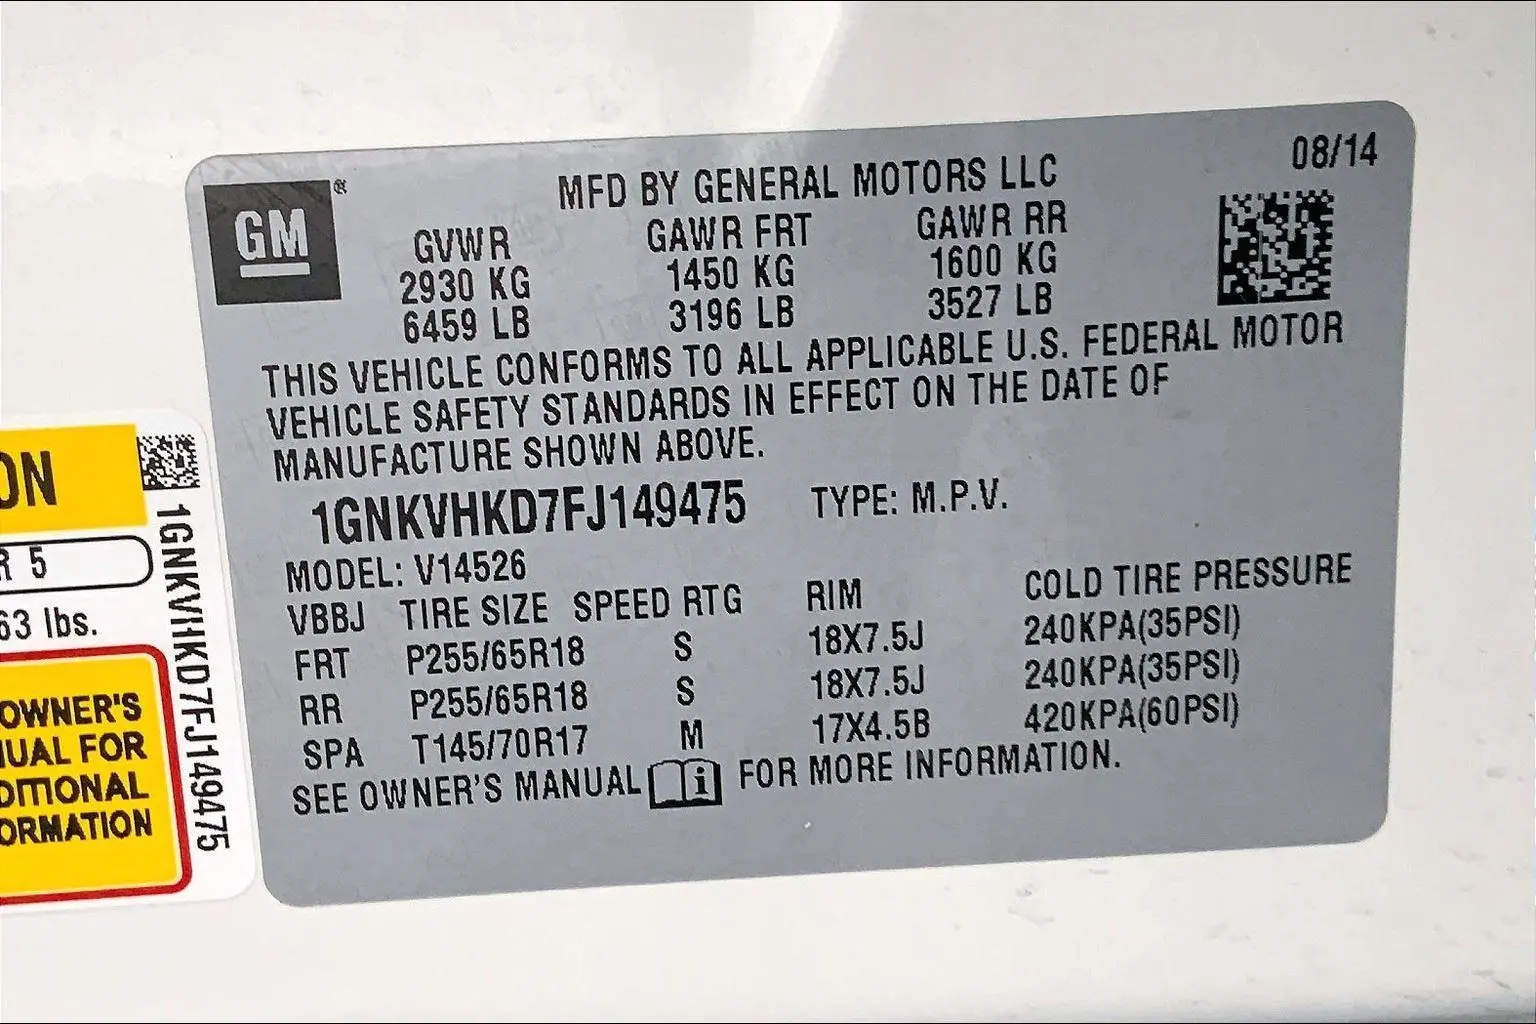 08/14
GM ®
MFD BY GENERAL MOTORS LLC
GVWR GAWR FRT GAWR RR
2930 KG 1450 KG 1600 KG
6459 LB 3196 LB 3527 LB
THIS VEHICLE CONFORMS TO ALL APPLICABLE U.S. FEDERAL MOTOR
VEHICLE SAFETY STANDARDS IN EFFECT ON THE DATE OF
MANUFACTURE SHOWN ABOVE.
1GNKVHKD7FJ149475 TYPE: M.P.V.
MODEL: V14526
VBBJ TIRE SIZE SPEED RTG RIM COLD TIRE PRESSURE
FRT P255/65R18 S 18X7.5J 240KPA(35PSI)
RR P255/65R18 S 18X7.5J 240KPA(35PSI)
SPA T145/70R17 M 17X4.5B 420KPA(60PSI)
SEE OWNER'S MANUAL i FOR MORE INFORMATION.
ON
R 5
63 lbs.
OWNER'S
UAL FOR
ITIONAL
ORMATION
1GNKVHKD7FJ149475